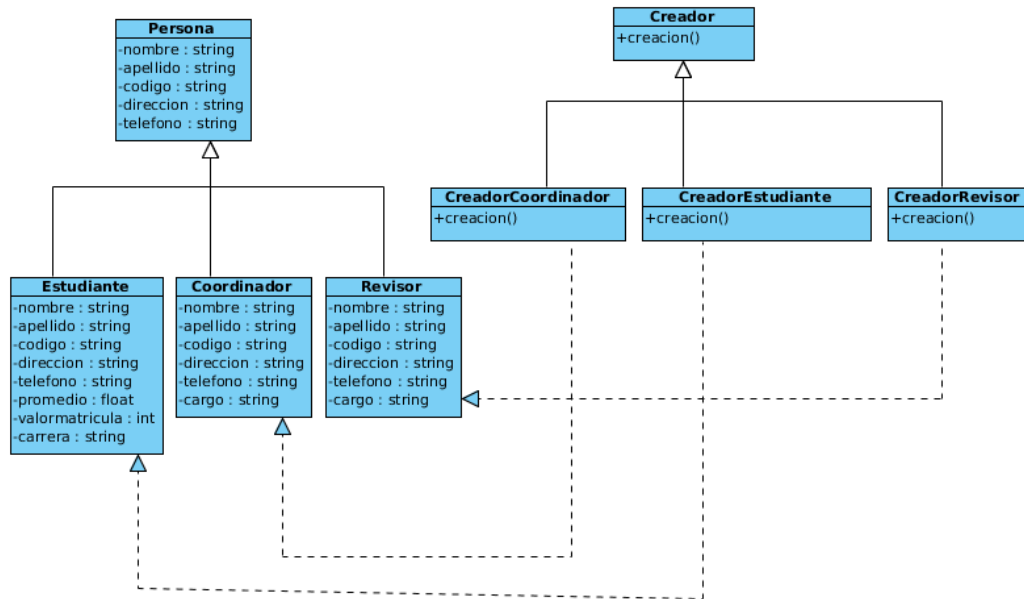 Persona
-nombre : string
-apellido : string
-codigo : string
-direccion : string
-telefono : string
Creador
+creacion()
CreadorCoordinador
+creacion()
CreadorEstudiante
+creacion()
CreadorRevisor
+creacion()
Estudiante
-nombre : string
-apellido : string
-codigo : string
-direccion : string
-telefono : string
-promedio : float
-valormatricula : int
-carrera : string
Coordinador
-nombre : string
-apellido : string
-codigo : string
-direccion : string
-telefono : string
-cargo : string
Revisor
-nombre : string
-apellido : string
-codigo : string
-direccion : string
-telefono : string
-cargo : string